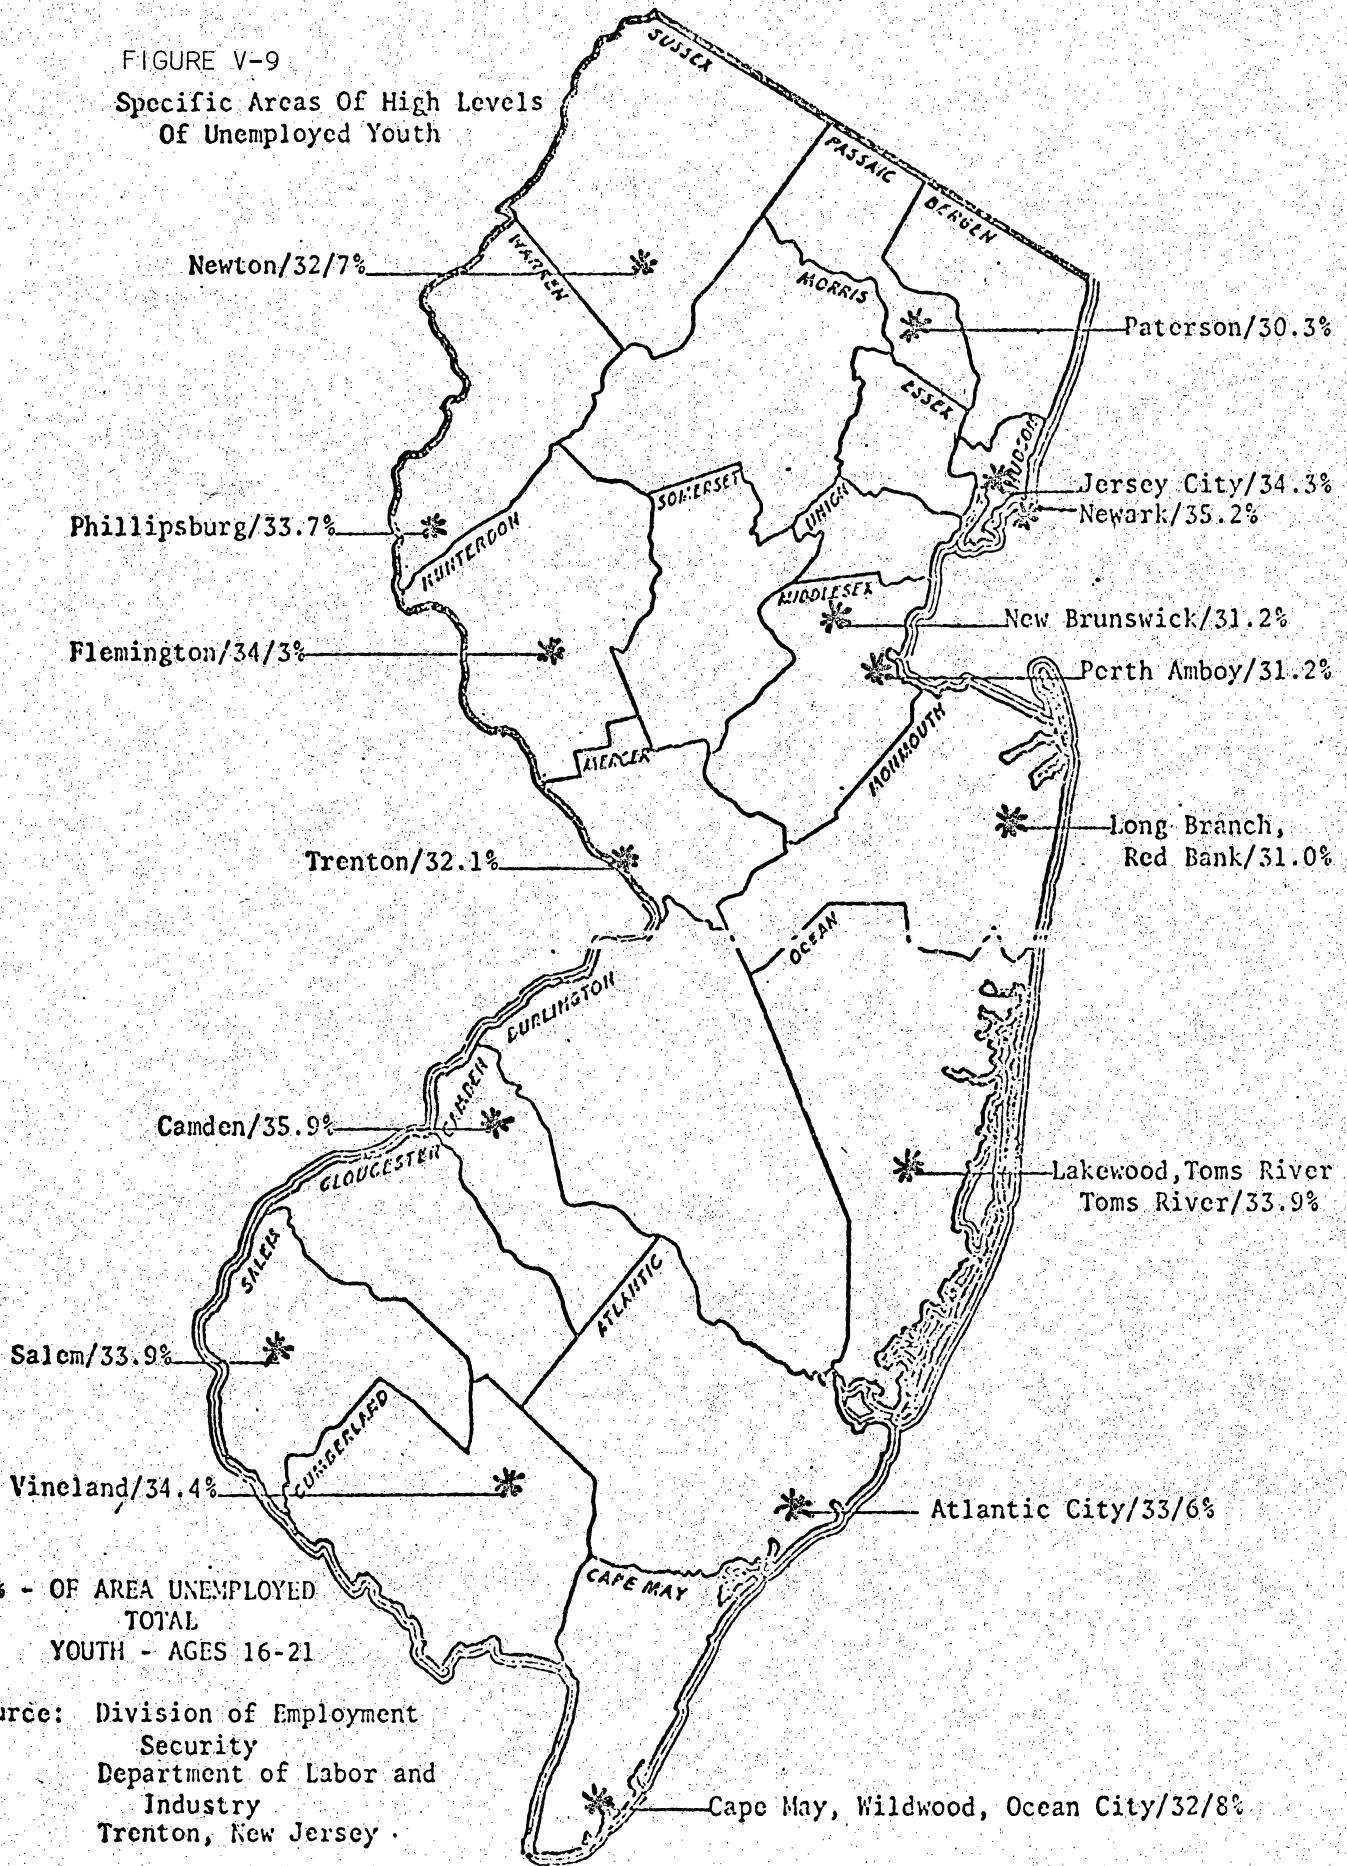 FIGURE V-9
Specific Areas Of High Levels
Of Unemployed Youth
SUSSEX
PASSAIC
BERGEN
WARREN
Newton/32/7%
MORRIS
Paterson/30.3%
ESSEX
HUDSON
SOMERSET
Jersey City/34.3%
UNION
Newark/35.2%
Phillipsburg/33.7%
HUNTERDON
MIDDLESEX
New Brunswick/31.2%
Flemington/34/3%
Perth Amboy/31.2%
MERCER
MONMOUTH
Long Branch,
Red Bank/31.0%
Trenton/32.1%
OCEAN
BURLINGTON
CAMDEN
Camden/35.9%
GLOUCESTER
Lakewood,Toms River
Toms River/33.9%
SALEM
ATLANTIC
Salem/33.9%
CUMBERLAND
Vineland/34.4%
Atlantic City/33/6%
CAPE MAY
% - OF AREA UNEMPLOYED
TOTAL
YOUTH - AGES 16-21
urce: Division of Employment
Security
Department of Labor and
Industry
Trenton, New Jersey .
Cape May, Wildwood, Ocean City/32/8%